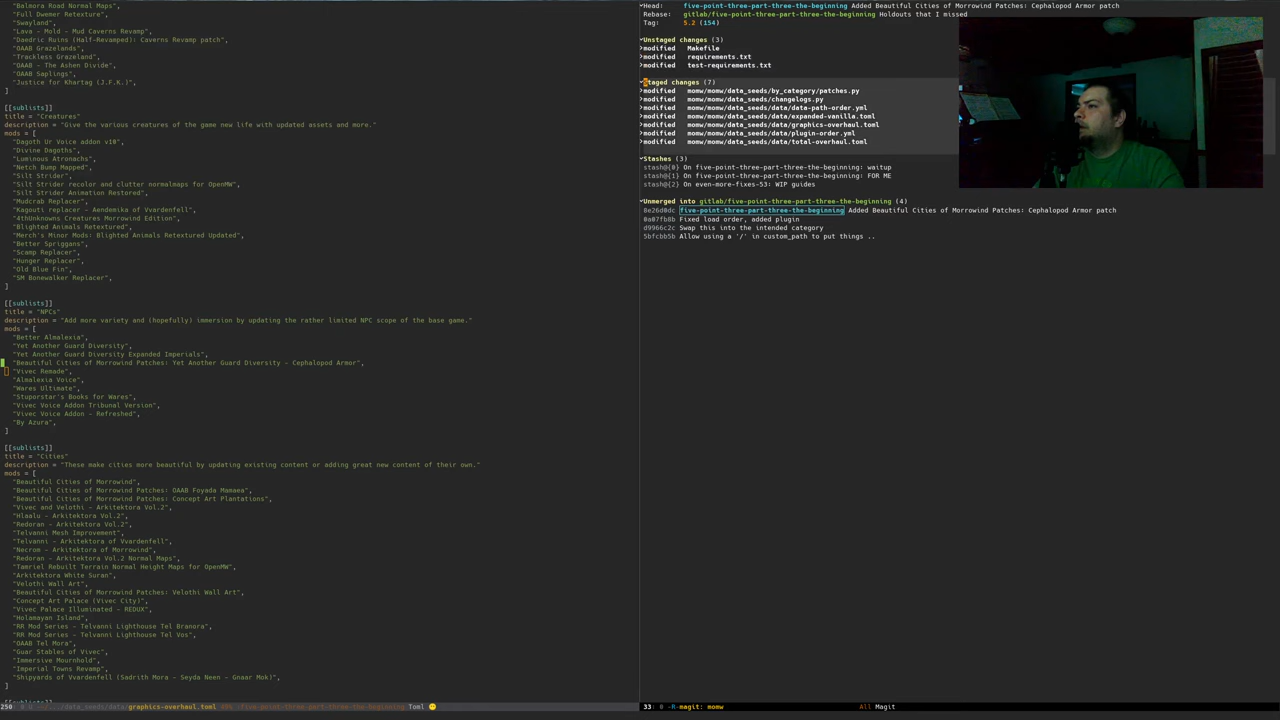 "Balmora Road Normal Maps",
"Full Dwemer Retexture",
"Swayland",
"Lava - Mold - Mud Caverns Revamp",
"Daedric Ruins (Half-Revamped): Caverns Revamp patch",
"OAAB Grazelands",
"Trackless Grazeland",
"OAAB - The Ashen Divide",
"OAAB Saplings",
"Justice for Khartag (J.F.K.)",
]
[[sublists]]
title = "Creatures"
description = "Give the various creatures of the game new life with updated assets and more."
mods = [
"Dagoth Ur Voice addon v10",
"Divine Dagoths",
"Luminous Atronachs",
"Netch Bump Mapped",
"Silt Strider",
"Silt Strider recolor and clutter normalmaps for OpenMW",
"Silt Strider Animation Restored",
"Mudcrab Replacer",
"Kagouti replacer - Aendemika of Vvardenfell",
"4thUnknowns Creatures Morrowind Edition",
"Blighted Animals Retextured",
"Merch's Minor Mods: Blighted Animals Retextured Updated",
"Better Spriggans",
"Scamp Replacer",
"Hunger Replacer",
"Old Blue Fin",
"SM Bonewalker Replacer",
]
[[sublists]]
title = "NPCs"
description = "Add more variety and (hopefully) immersion by updating the rather limited NPC scope of the base game."
mods = [
"Better Almalexia",
"Yet Another Guard Diversity",
"Yet Another Guard Diversity Expanded Imperials",
"Beautiful Cities of Morrowind Patches: Yet Another Guard Diversity - Cephalopod Armor",
"Vivec Remade",
"Almalexia Voice",
"Wares Ultimate",
"Stuporstar's Books for Wares",
"Vivec Voice Addon Tribunal Version",
"Vivec Voice Addon - Refreshed",
"By Azura",
]
[[sublists]]
title = "Cities"
description = "These make cities more beautiful by updating existing content or adding great new content of their own."
mods = [
"Beautiful Cities of Morrowind",
"Beautiful Cities of Morrowind Patches: OAAB Foyada Mamaea",
"Beautiful Cities of Morrowind Patches: Concept Art Plantations",
"Vivec and Velothi - Arkitektora Vol.2",
"Hlaalu - Arkitektora Vol.2",
"Redoran - Arkitektora Vol.2",
"Telvanni Mesh Improvement",
"Telvanni - Arkitektora of Vvardenfell",
"Necrom - Arkitektora of Morrowind",
"Redoran - Arkitektora Vol.2 Normal Maps",
"Tamriel Rebuilt Terrain Normal Height Maps for OpenMW",
"Arkitektora White Suran",
"Velothi Wall Art",
"Beautiful Cities of Morrowind Patches: Velothi Wall Art",
"Concept Art Palace (Vivec City)",
"Vivec Palace Illuminated - REDUX",
"Holamayan Island",
"RR Mod Series - Telvanni Lighthouse Tel Branora",
"RR Mod Series - Telvanni Lighthouse Tel Vos",
"OAAB Tel Mora",
"Guar Stables of Vivec",
"Immersive Mournhold",
"Imperial Towns Revamp",
"Shipyards of Vvardenfell (Sadrith Mora - Seyda Neen - Gnaar Mok)",
]
graphics-overhaul.toml five-point-three-part-three-the-beginning Toml
Head: five-point-three-part-three-the-beginning Added Beautiful Cities of Morrowind Patches: Cephalopod Armor patch
Rebase: gitlab/five-point-three-part-three-the-beginning Holdouts that I missed
Tag: 5.2 (154)
Unstaged changes (3)
modified Makefile
modified requirements.txt
modified test-requirements.txt
Staged changes (7)
modified momw/momw/data_seeds/by_category/patches.py
modified momw/momw/data_seeds/changelogs.py
modified momw/momw/data_seeds/data/data-path-order.yml
modified momw/momw/data_seeds/data/expanded-vanilla.toml
modified momw/momw/data_seeds/data/graphics-overhaul.toml
modified momw/momw/data_seeds/data/plugin-order.yml
modified momw/momw/data_seeds/data/total-overhaul.toml
Stashes (3)
stash@{0} On five-point-three-part-three-the-beginning: waitup
stash@{1} On five-point-three-part-three-the-beginning: FOR ME
stash@{2} On even-more-fixes-53: WIP guides
Unmerged into gitlab/five-point-three-part-three-the-beginning (4)
8e26d8dc five-point-three-part-three-the-beginning Added Beautiful Cities of Morrowind Patches: Cephalopod Armor patch
0a07fb8b Fixed load order, added plugin
d9966c2c Swap this into the intended category
5bfcbb5b Allow using a '/' in custom_path to put things ..
33: 0 -R-magit: momw All Magit